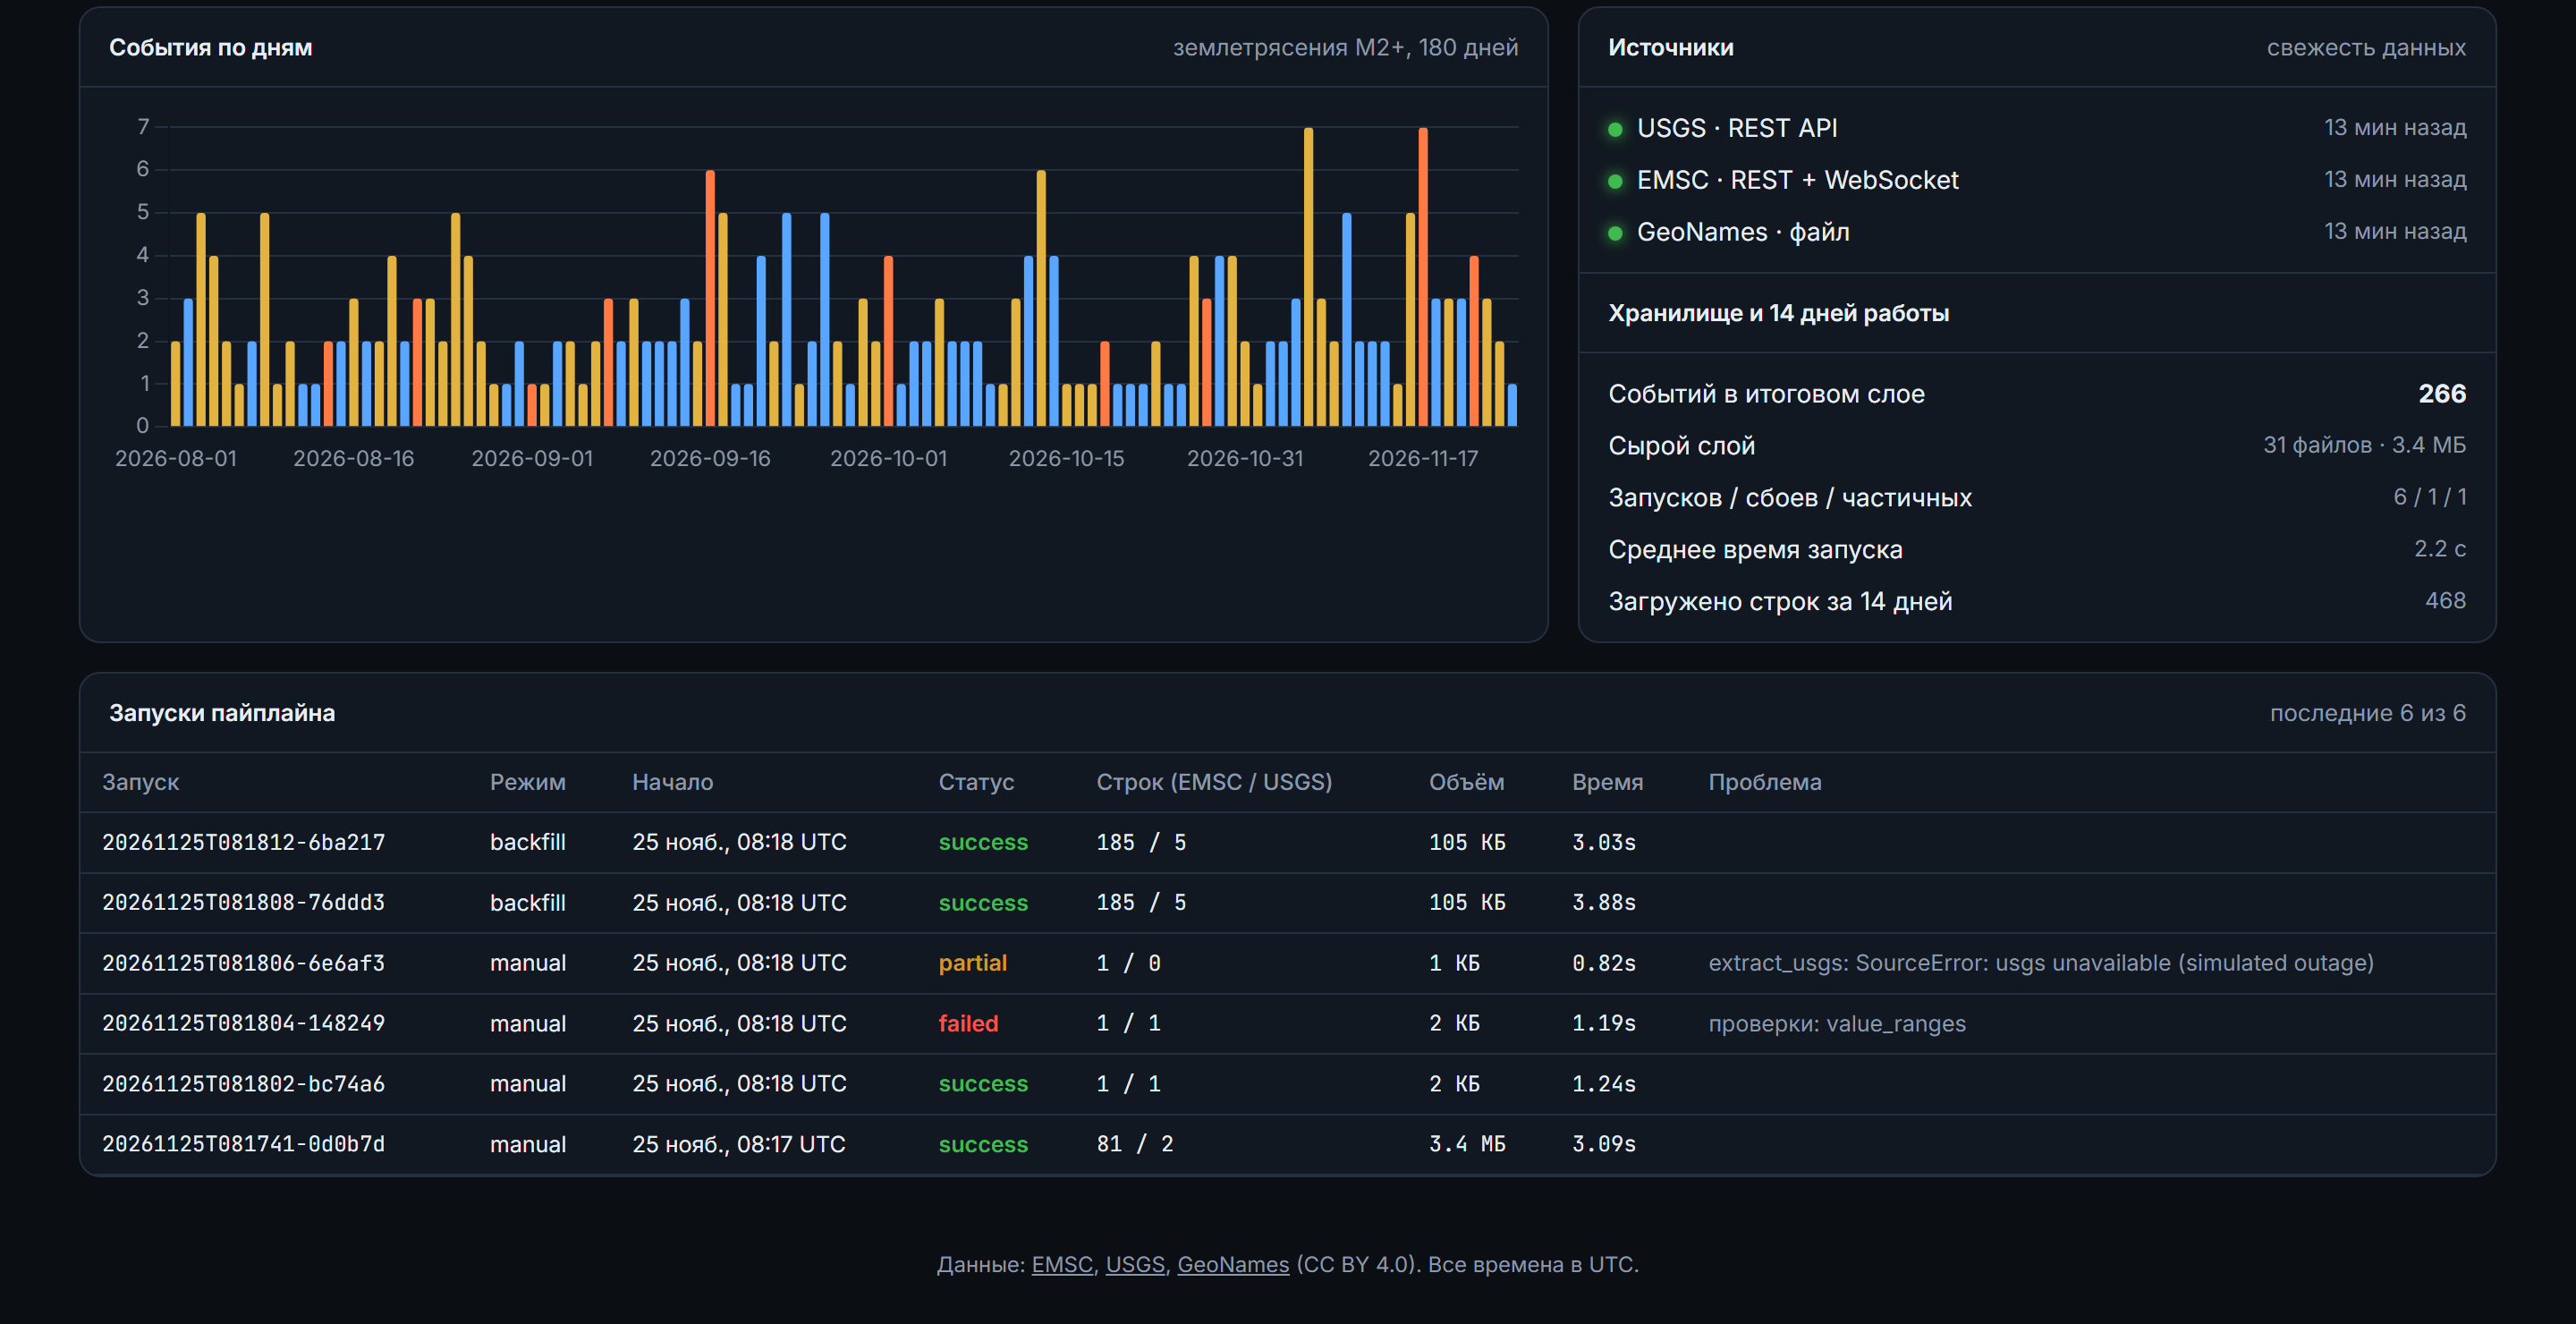 События по дням
землетрясения M2+, 180 дней
7
6
5
4
3
2
1
0
2026-08-01 2026-08-16 2026-09-01 2026-09-16 2026-10-01 2026-10-15 2026-10-31 2026-11-17
Источники
свежесть данных
USGS · REST API 13 мин назад
EMSC · REST + WebSocket 13 мин назад
GeoNames · файл 13 мин назад
Хранилище и 14 дней работы
Событий в итоговом слое 266
Сырой слой 31 файлов · 3.4 МБ
Запусков / сбоев / частичных 6 / 1 / 1
Среднее время запуска 2.2 с
Загружено строк за 14 дней 468
Запуски пайплайна
последние 6 из 6
Запуск Режим Начало Статус Строк (EMSC / USGS) Объём Время Проблема
20261125T081812-6ba217 backfill 25 нояб., 08:18 UTC success 185 / 5 105 КБ 3.03s
20261125T081808-76ddd3 backfill 25 нояб., 08:18 UTC success 185 / 5 105 КБ 3.88s
20261125T081806-6e6af3 manual 25 нояб., 08:18 UTC partial 1 / 0 1 КБ 0.82s extract_usgs: SourceError: usgs unavailable (simulated outage)
20261125T081804-148249 manual 25 нояб., 08:18 UTC failed 1 / 1 2 КБ 1.19s проверки: value_ranges
20261125T081802-bc74a6 manual 25 нояб., 08:18 UTC success 1 / 1 2 КБ 1.24s
20261125T081741-0d0b7d manual 25 нояб., 08:17 UTC success 81 / 2 3.4 МБ 3.09s
Данные: EMSC, USGS, GeoNames (CC BY 4.0). Все времена в UTC.